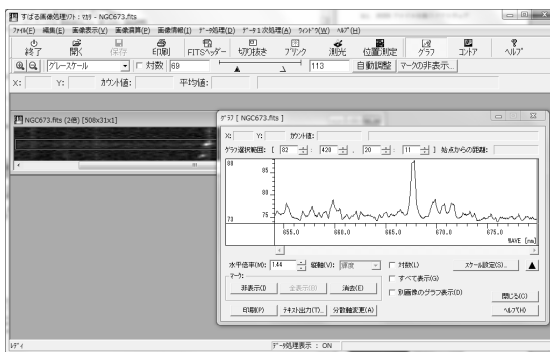 すばる画像処理ソフト：マカリ - NGC673.fits
ファイル(F) 編集(E) 画像表示(V) 画像演算(P) 画像情報(I) データ処理(D) データ1次処理(A) ウィンドウ(W) ヘルプ(H)
終了 開く 保存 印刷 FITSヘッダー 切り抜き ブリンク 測光 位置測定 グラフ コントア ヘルプ
グレースケール 対数 69 113 自動調整 マークの非表示...
X: Y: カウント値: 平均値:
NGC673.fits (2倍) [508x31x1]
グラフ [ NGC673.fits ]
X: Y: カウント値:
グラフ選択範囲: [ 82 : 420 , 20 : 11 ] 始点からの距離:
88
85
80
75
73
655.0 660.0 665.0 670.0 675.0
WAVE [nm]
水平倍率(M): 1.44 縦軸(V): 輝度 対数(L) スケール設定(S)...
マーク: すべて表示(G)
非表示(I) 全表示(D) 消去(E) 別画像のグラフ表示(O)
閉じる(C)
印刷(P) テキスト出力(T)... 分散軸変更(A) ヘルプ(H)
レディ データ処理表示 : ON